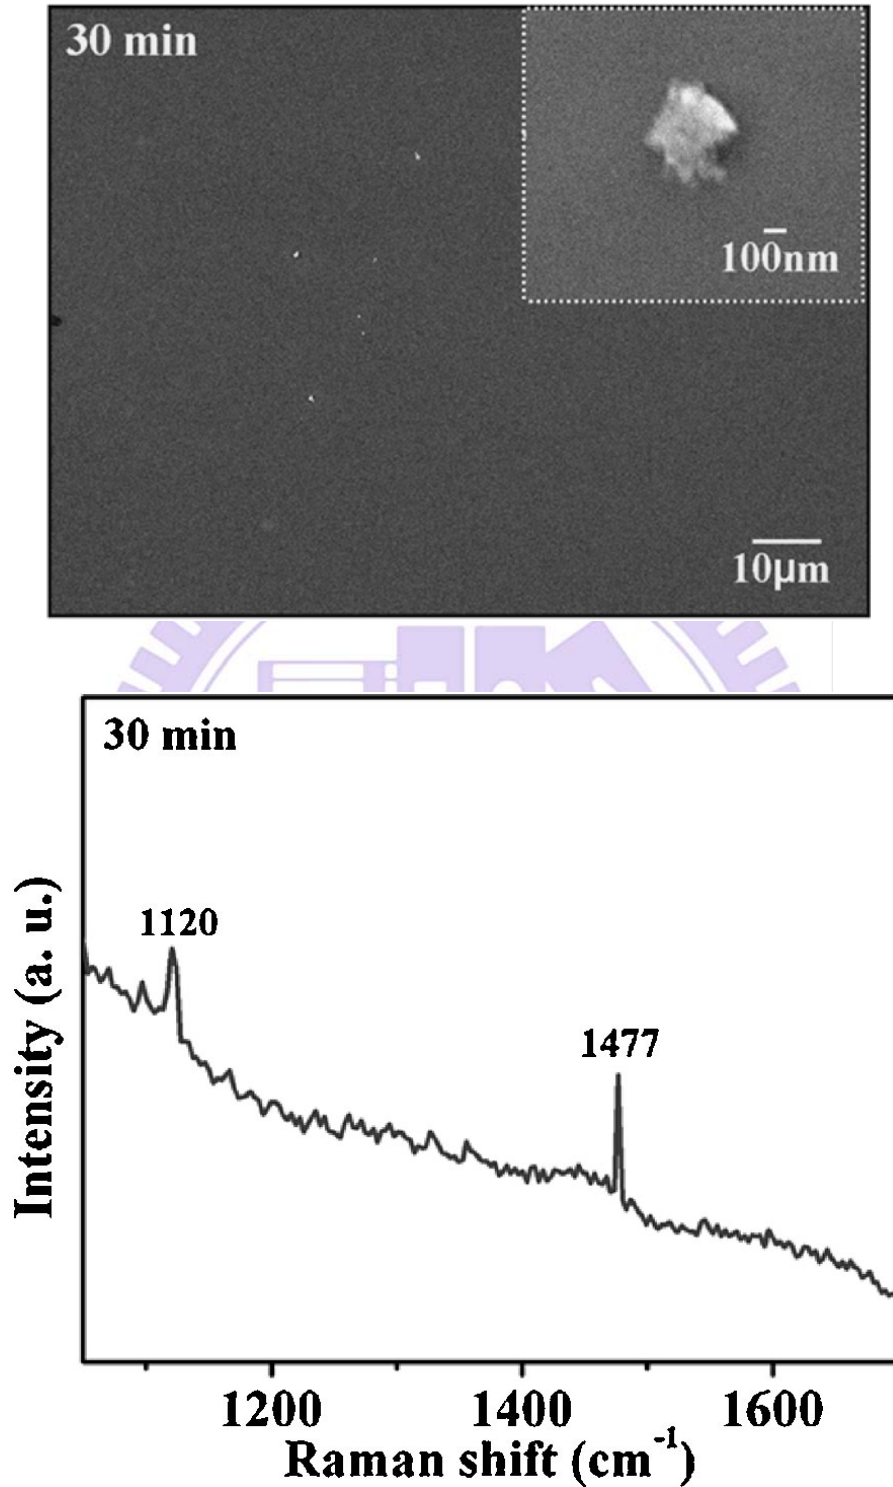 30 min
100nm
10μm
30 min
1120
1477
Intensity (a. u.)
1200 1400 1600
Raman shift (cm⁻¹)